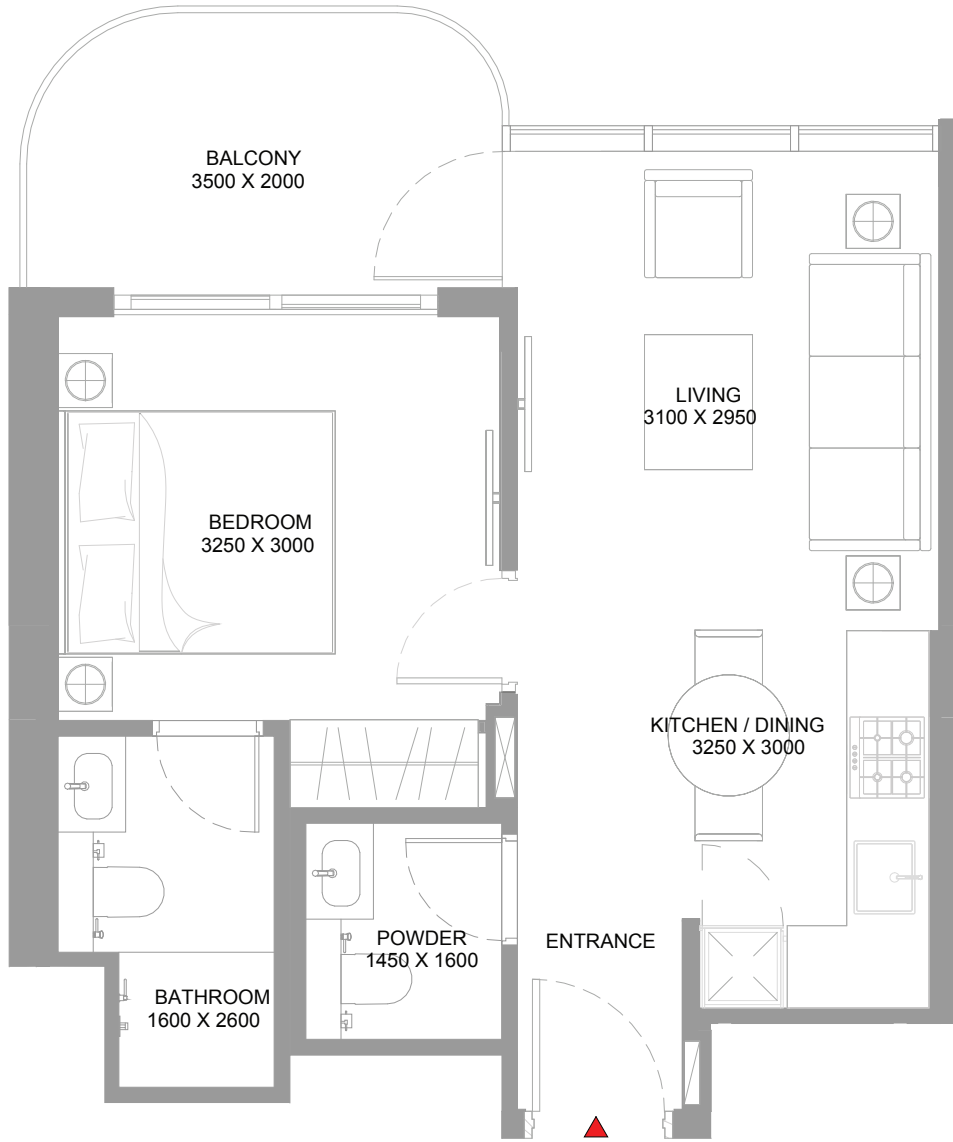 BALCONY
3500 X 2000
LIVING
3100 X 2950
BEDROOM
3250 X 3000
KITCHEN / DINING
3250 X 3000
POWDER
1450 X 1600
ENTRANCE
BATHROOM
1600 X 2600